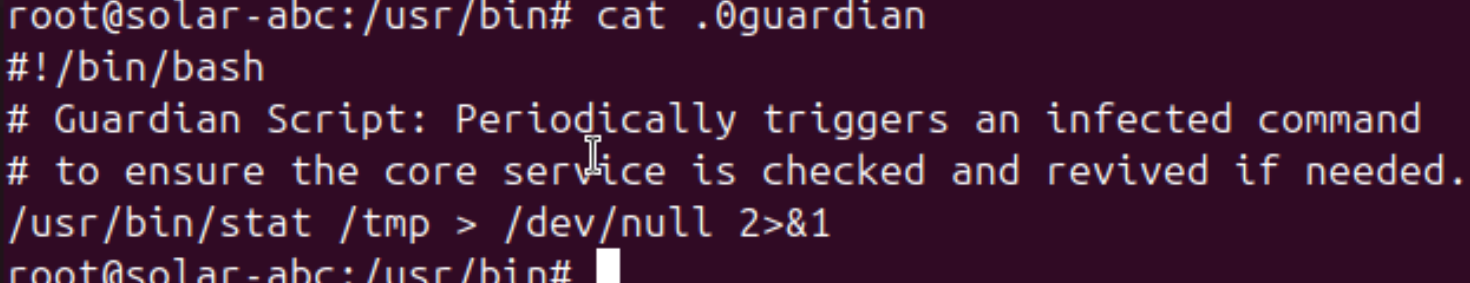 root@solar-abc:/usr/bin# cat .0guardian
#!/bin/bash
# Guardian Script: Periodically triggers an infected command
# to ensure the core service is checked and revived if needed.
/usr/bin/stat /tmp > /dev/null 2>&1
root@solar-abc:/usr/bin#